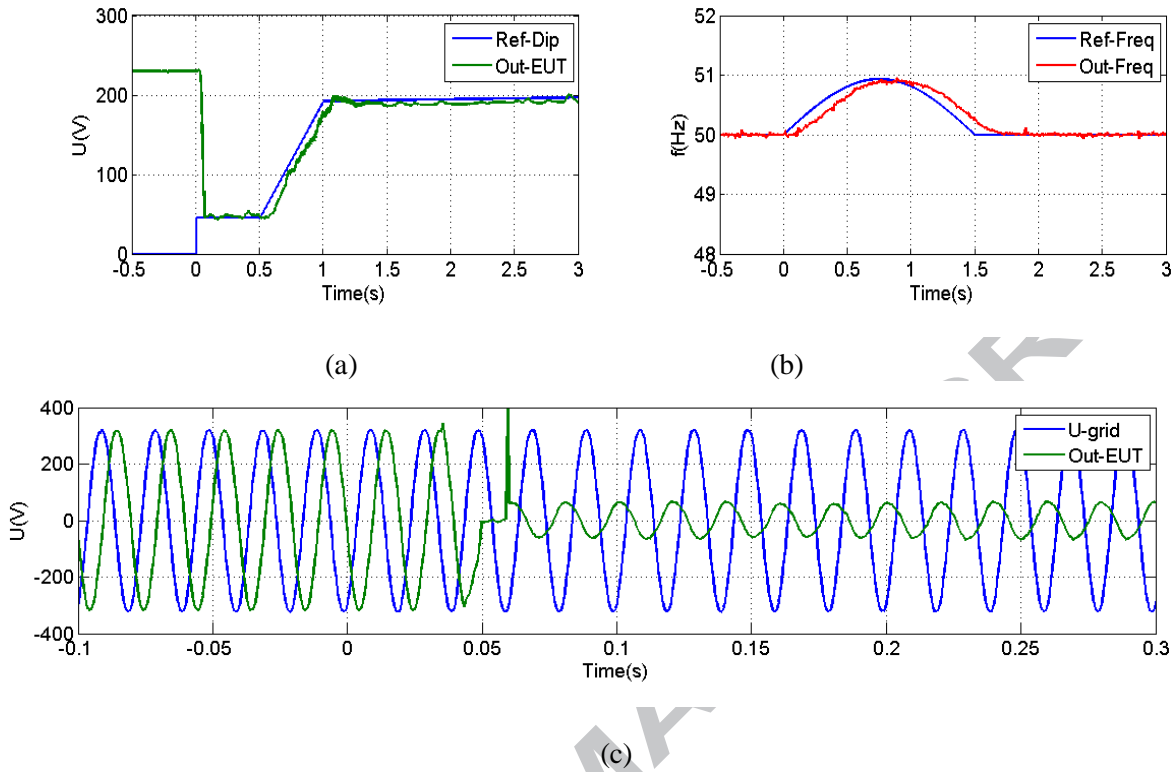 300
200
100
0
U(V)
Ref-Dip
Out-EUT
-0.5 0 0.5 1 1.5 2 2.5 3
Time(s)
(a)
52
51
50
49
48
f(Hz)
Ref-Freq
Out-Freq
-0.5 0 0.5 1 1.5 2 2.5 3
Time(s)
(b)
400
200
0
-200
-400
U(V)
U-grid
Out-EUT
-0.1 -0.05 0 0.05 0.1 0.15 0.2 0.25 0.3
Time(s)
(c)